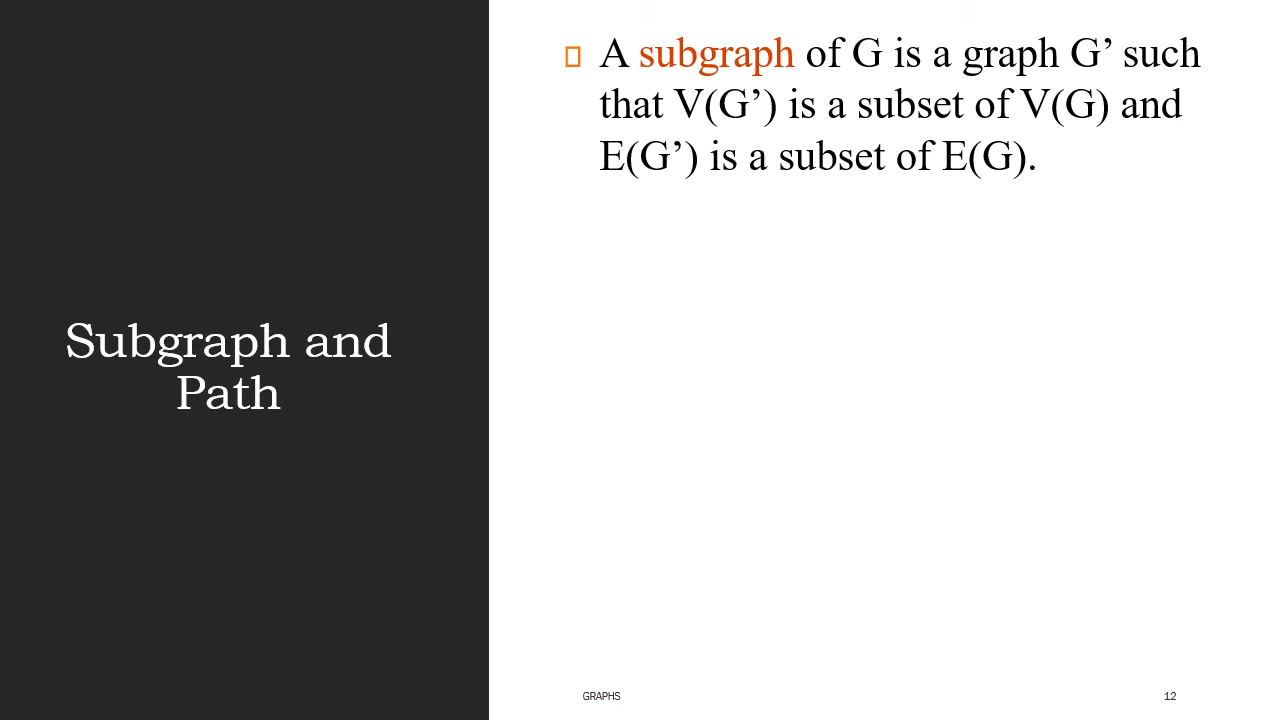 Subgraph and
Path
A subgraph of G is a graph G’ such
that V(G’) is a subset of V(G) and
E(G’) is a subset of E(G).
GRAPHS
12